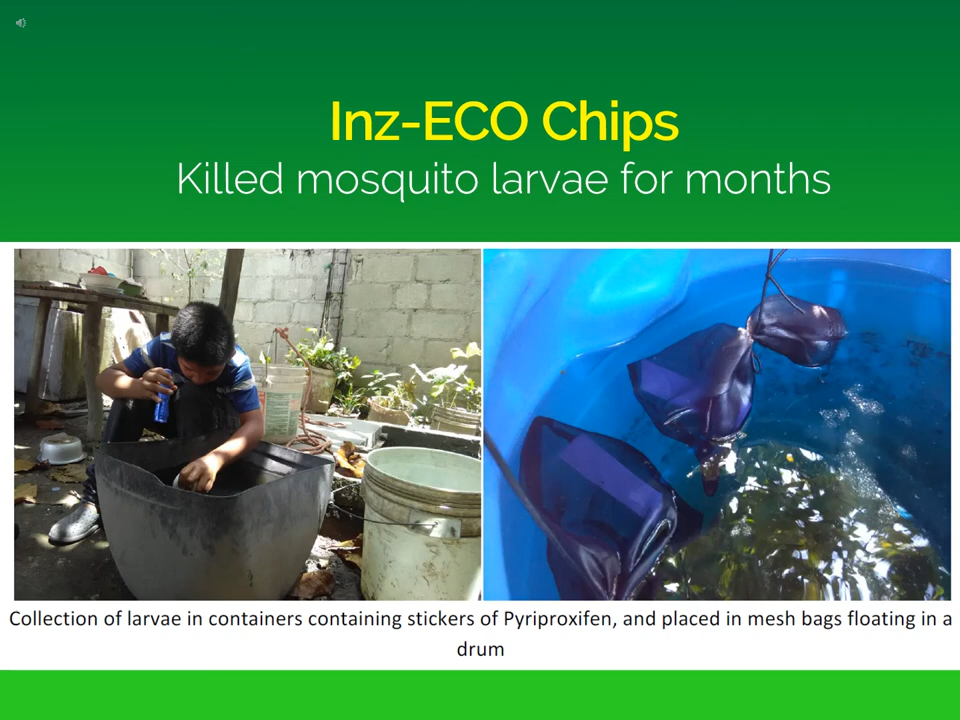 Inz-ECO Chips
Killed mosquito larvae for months
Collection of larvae in containers containing stickers of Pyriproxifen, and placed in mesh bags floating in a
drum